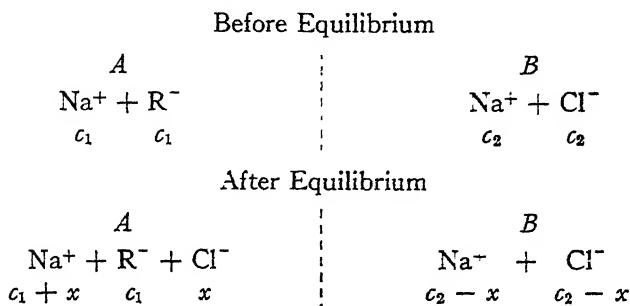 Before Equilibrium
A B
Na⁺ + R⁻ Na⁺ + Cl⁻
c₁ c₁ c₂ c₂
After Equilibrium
A B
Na⁺ + R⁻ + Cl⁻ Na⁺ + Cl⁻
c₁ + x c₁ x c₂ − x c₂ − x